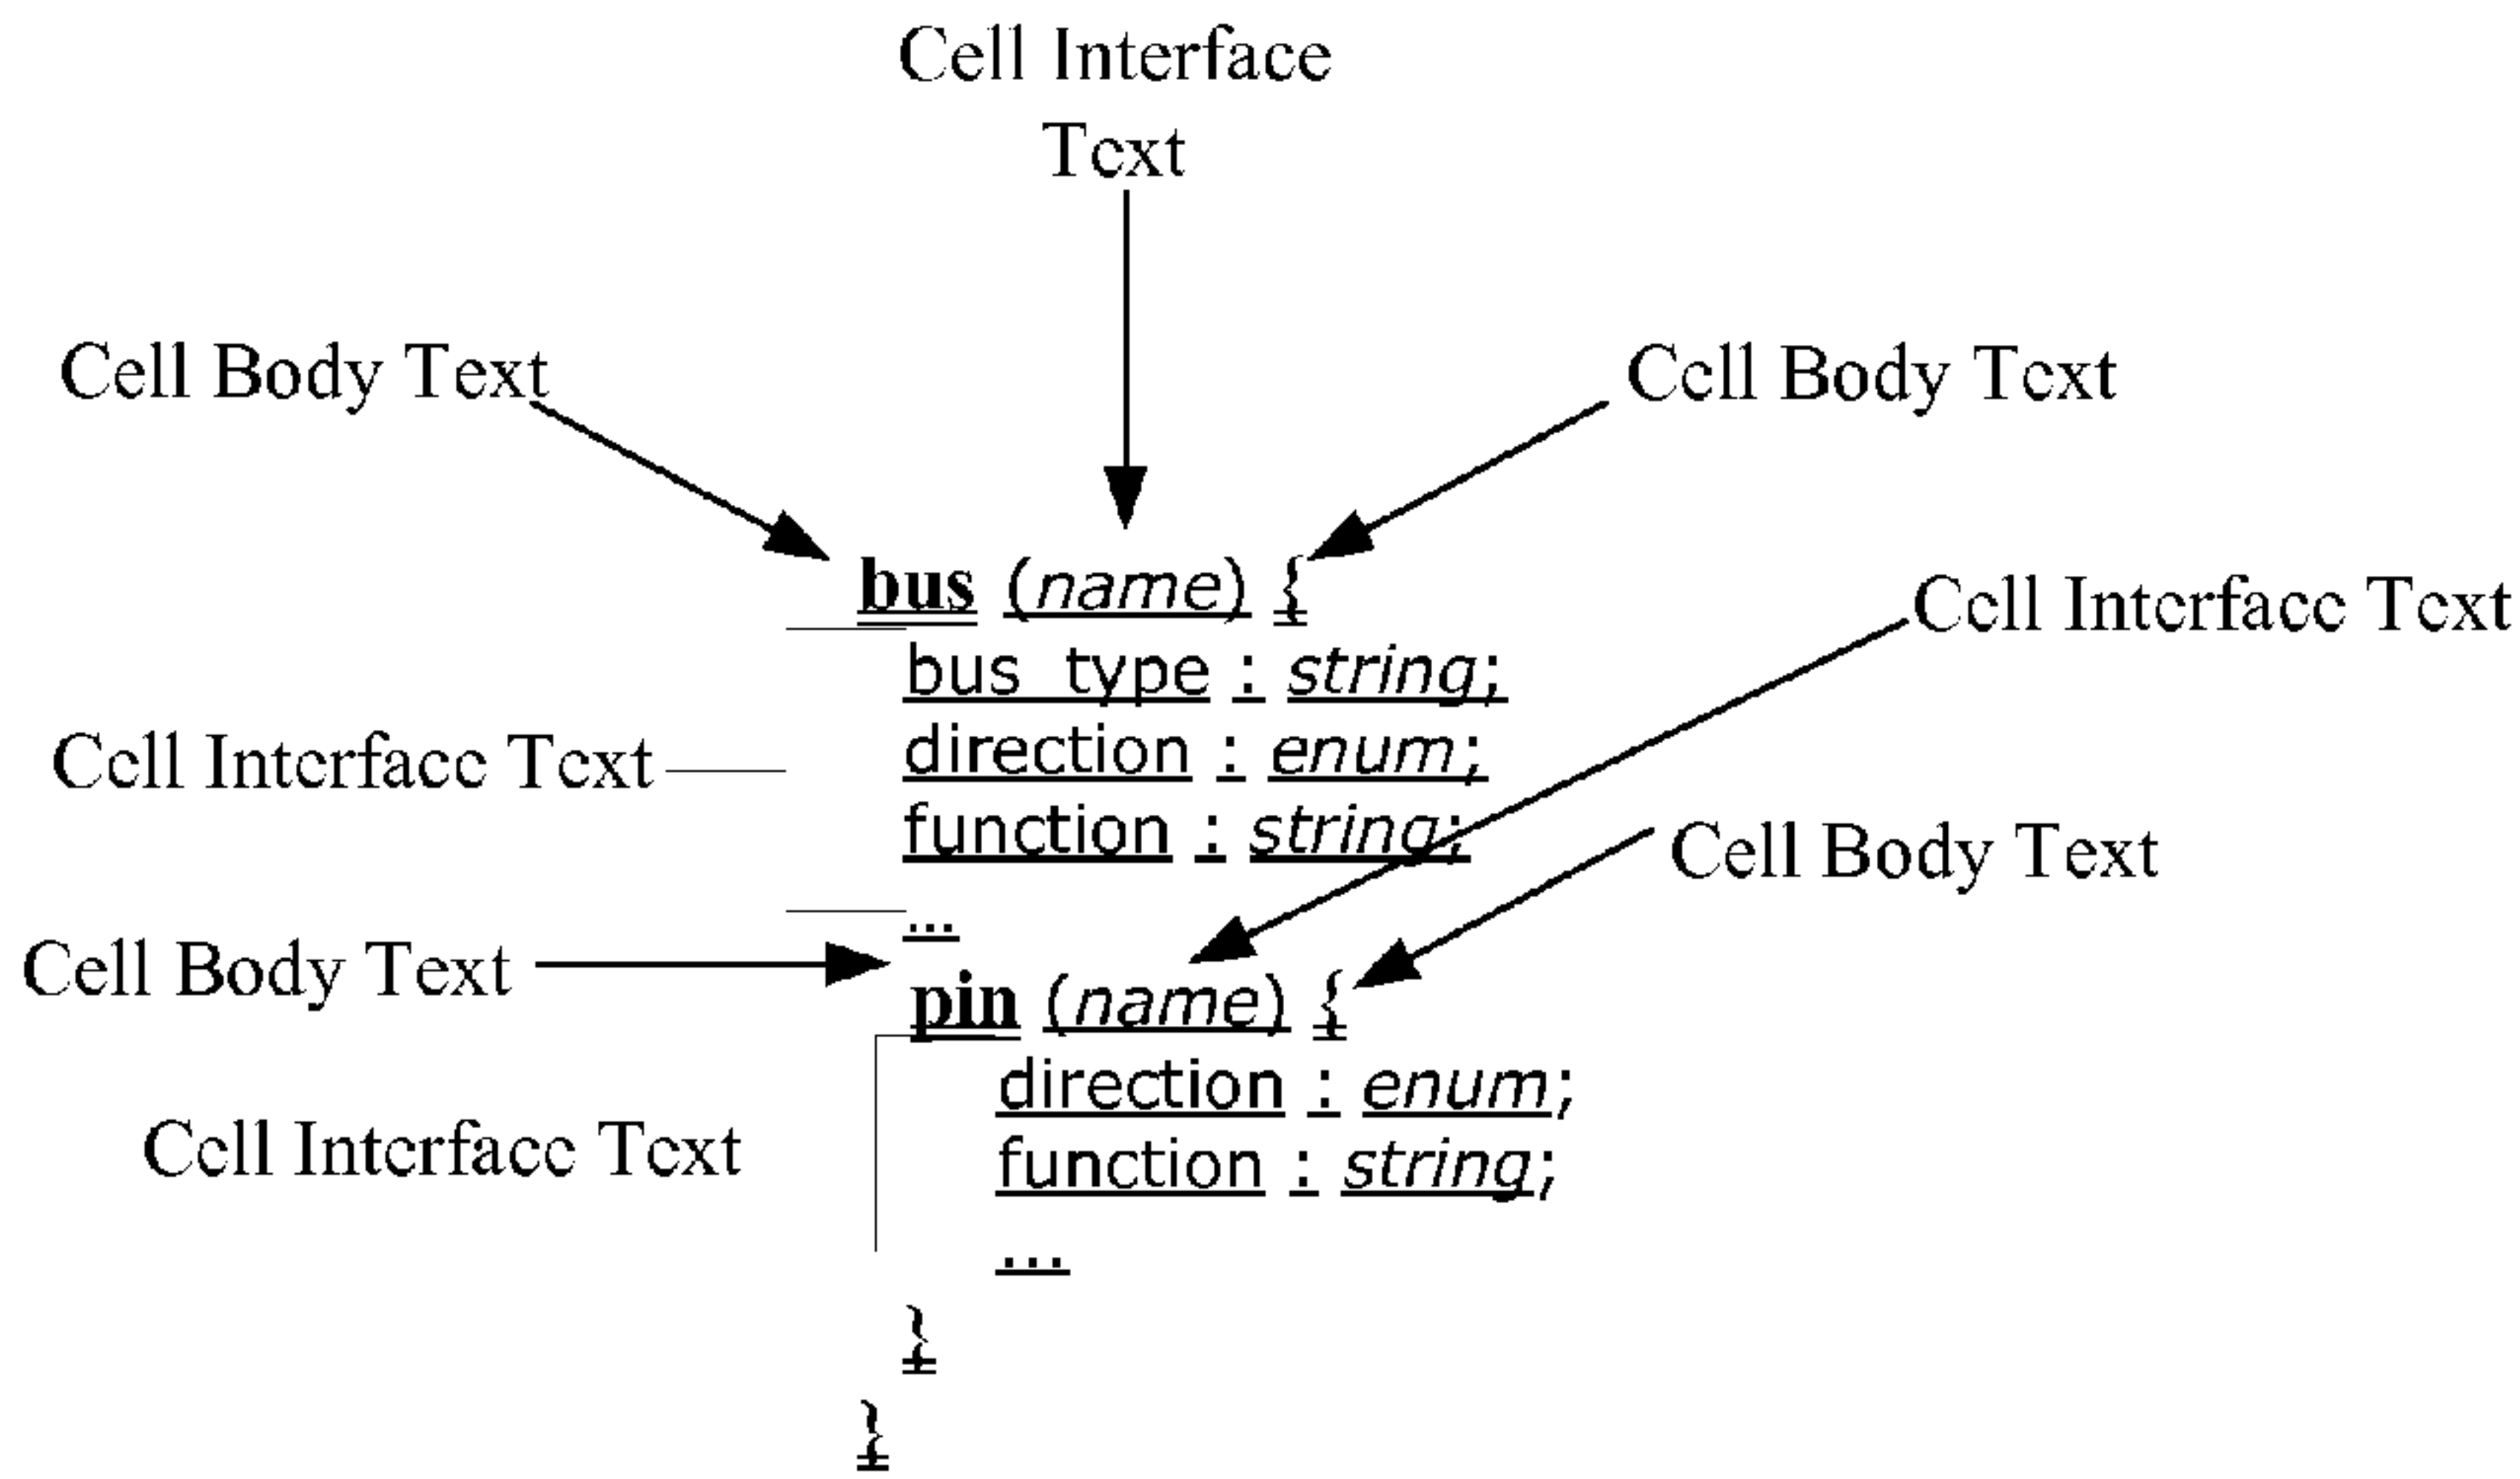 Cell Interface
Text
Cell Body Text
Cell Body Text
bus (name) {
Cell Interface Text
bus_type : string;
direction : enum;
Cell Interface Text
function : string;
Cell Body Text
...
Cell Body Text
pin (name) {
direction : enum;
Cell Interface Text
function : string;
...
}
}